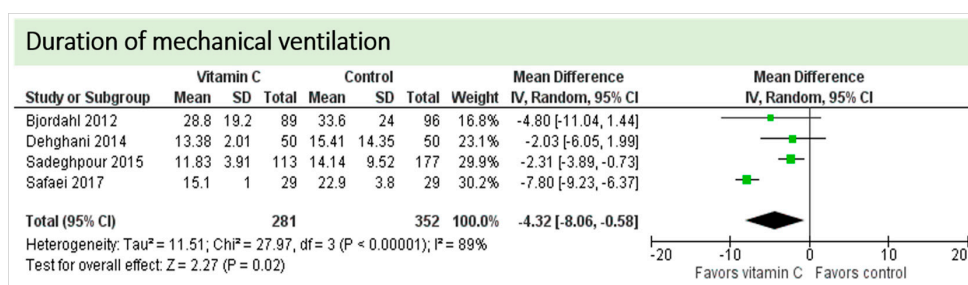 Duration of mechanical ventilation
Vitamin C Control Mean Difference Mean Difference
Study or Subgroup Mean SD Total Mean SD Total Weight IV, Random, 95% CI IV, Random, 95% CI
Bjordahl 2012 28.8 19.2 89 33.6 24 96 16.8% -4.80 [-11.04, 1.44]
Dehghani 2014 13.38 2.01 50 15.41 14.35 50 23.1% -2.03 [-6.05, 1.99]
Sadeghpour 2015 11.83 3.91 113 14.14 9.52 177 29.9% -2.31 [-3.89, -0.73]
Safaei 2017 15.1 1 29 22.9 3.8 29 30.2% -7.80 [-9.23, -6.37]
Total (95% CI) 281 352 100.0% -4.32 [-8.06, -0.58]
Heterogeneity: Tau² = 11.51; Chi² = 27.97, df = 3 (P < 0.00001); I² = 89%
Test for overall effect: Z = 2.27 (P = 0.02)
-20 -10 0 10 20
Favors vitamin C Favors control